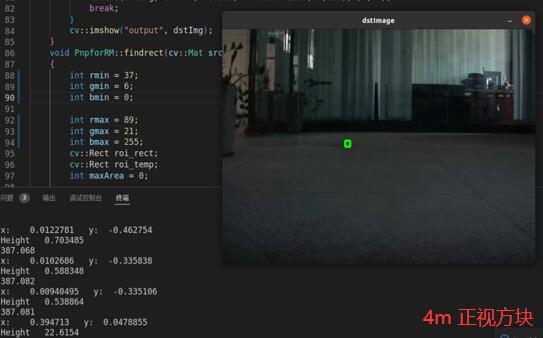 82 break;
83 }
84 cv::imshow("output", dstImg);
85 }
86 void PnpforRM::findrect(cv::Mat src
87 {
88 int rmin = 37;
89 int gmin = 6;
90 int bmin = 0;
91
92 int rmax = 89;
93 int gmax = 21;
94 int bmax = 255;
95 cv::Rect roi_rect;
96 cv::Rect roi_temp;
97 int maxArea = 0;
98
dstImage
问题 3 输出 调试控制台 终端
x: 0.0122781 y: -0.462754
Height 0.703485
387.068
x: 0.0102686 y: -0.335838
Height 0.588348
387.082
x: 0.00940495 y: -0.335106
Height 0.538864
387.081
x: 0.394713 y: 0.0478855
Height 22.6154
4m 正视方块